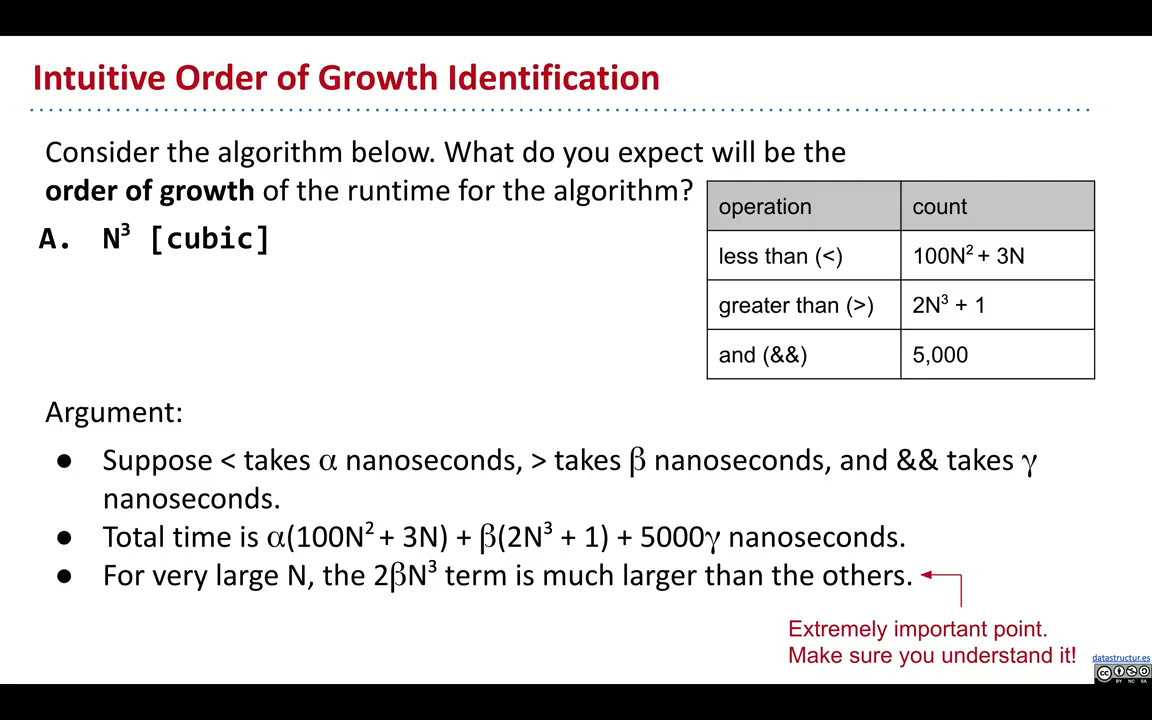 Intuitive Order of Growth Identification
Consider the algorithm below. What do you expect will be the
order of growth of the runtime for the algorithm?
A. N³ [cubic]
operation count
less than (<) 100N² + 3N
greater than (>) 2N³ + 1
and (&&) 5,000
Argument:
● Suppose < takes α nanoseconds, > takes β nanoseconds, and && takes γ
nanoseconds.
● Total time is α(100N² + 3N) + β(2N³ + 1) + 5000γ nanoseconds.
● For very large N, the 2βN³ term is much larger than the others.
Extremely important point.
Make sure you understand it!
datastructur.es
CC
BY NC SA